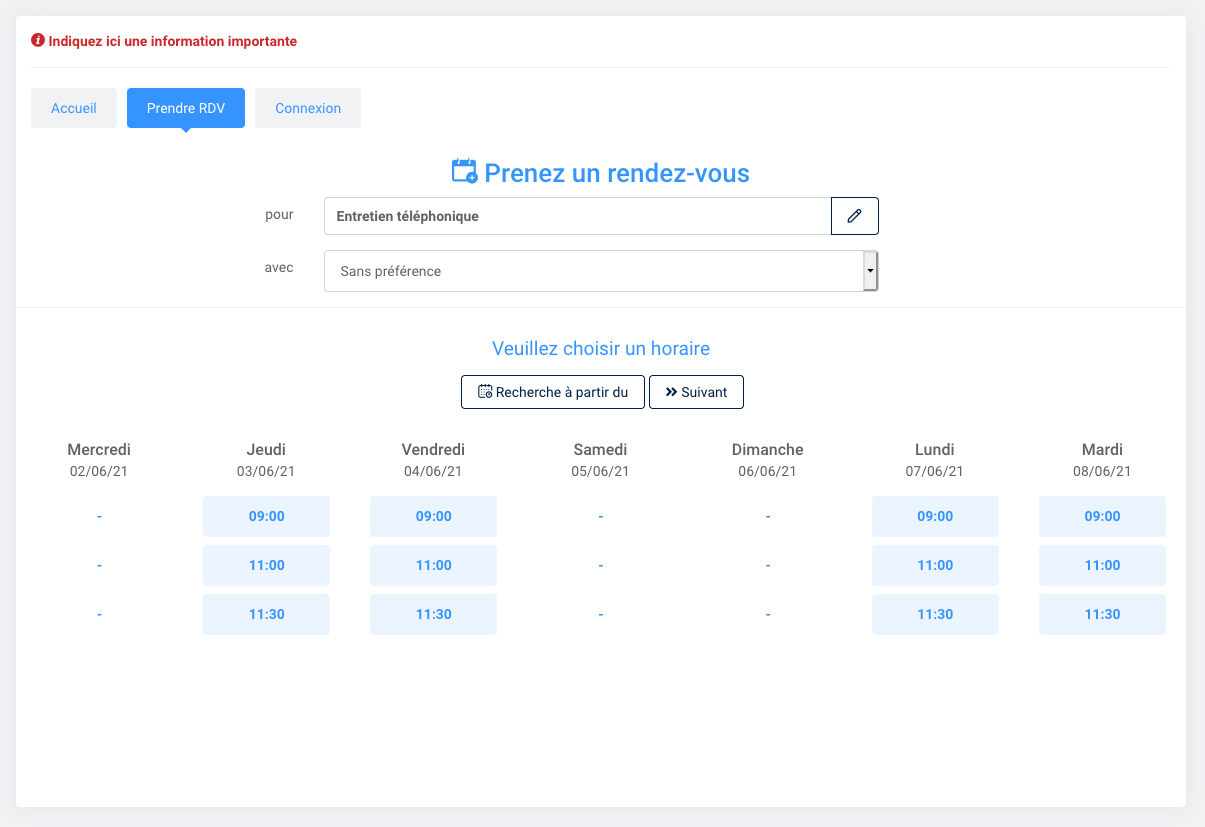 Indiquez ici une information importante
Accueil Prendre RDV Connexion
Prenez un rendez-vous
pour Entretien téléphonique
avec Sans préférence
Veuillez choisir un horaire
Recherche à partir du Suivant
Mercredi Jeudi Vendredi Samedi Dimanche Lundi Mardi
02/06/21 03/06/21 04/06/21 05/06/21 06/06/21 07/06/21 08/06/21
- 09:00 09:00 - - 09:00 09:00
- 11:00 11:00 - - 11:00 11:00
- 11:30 11:30 - - 11:30 11:30